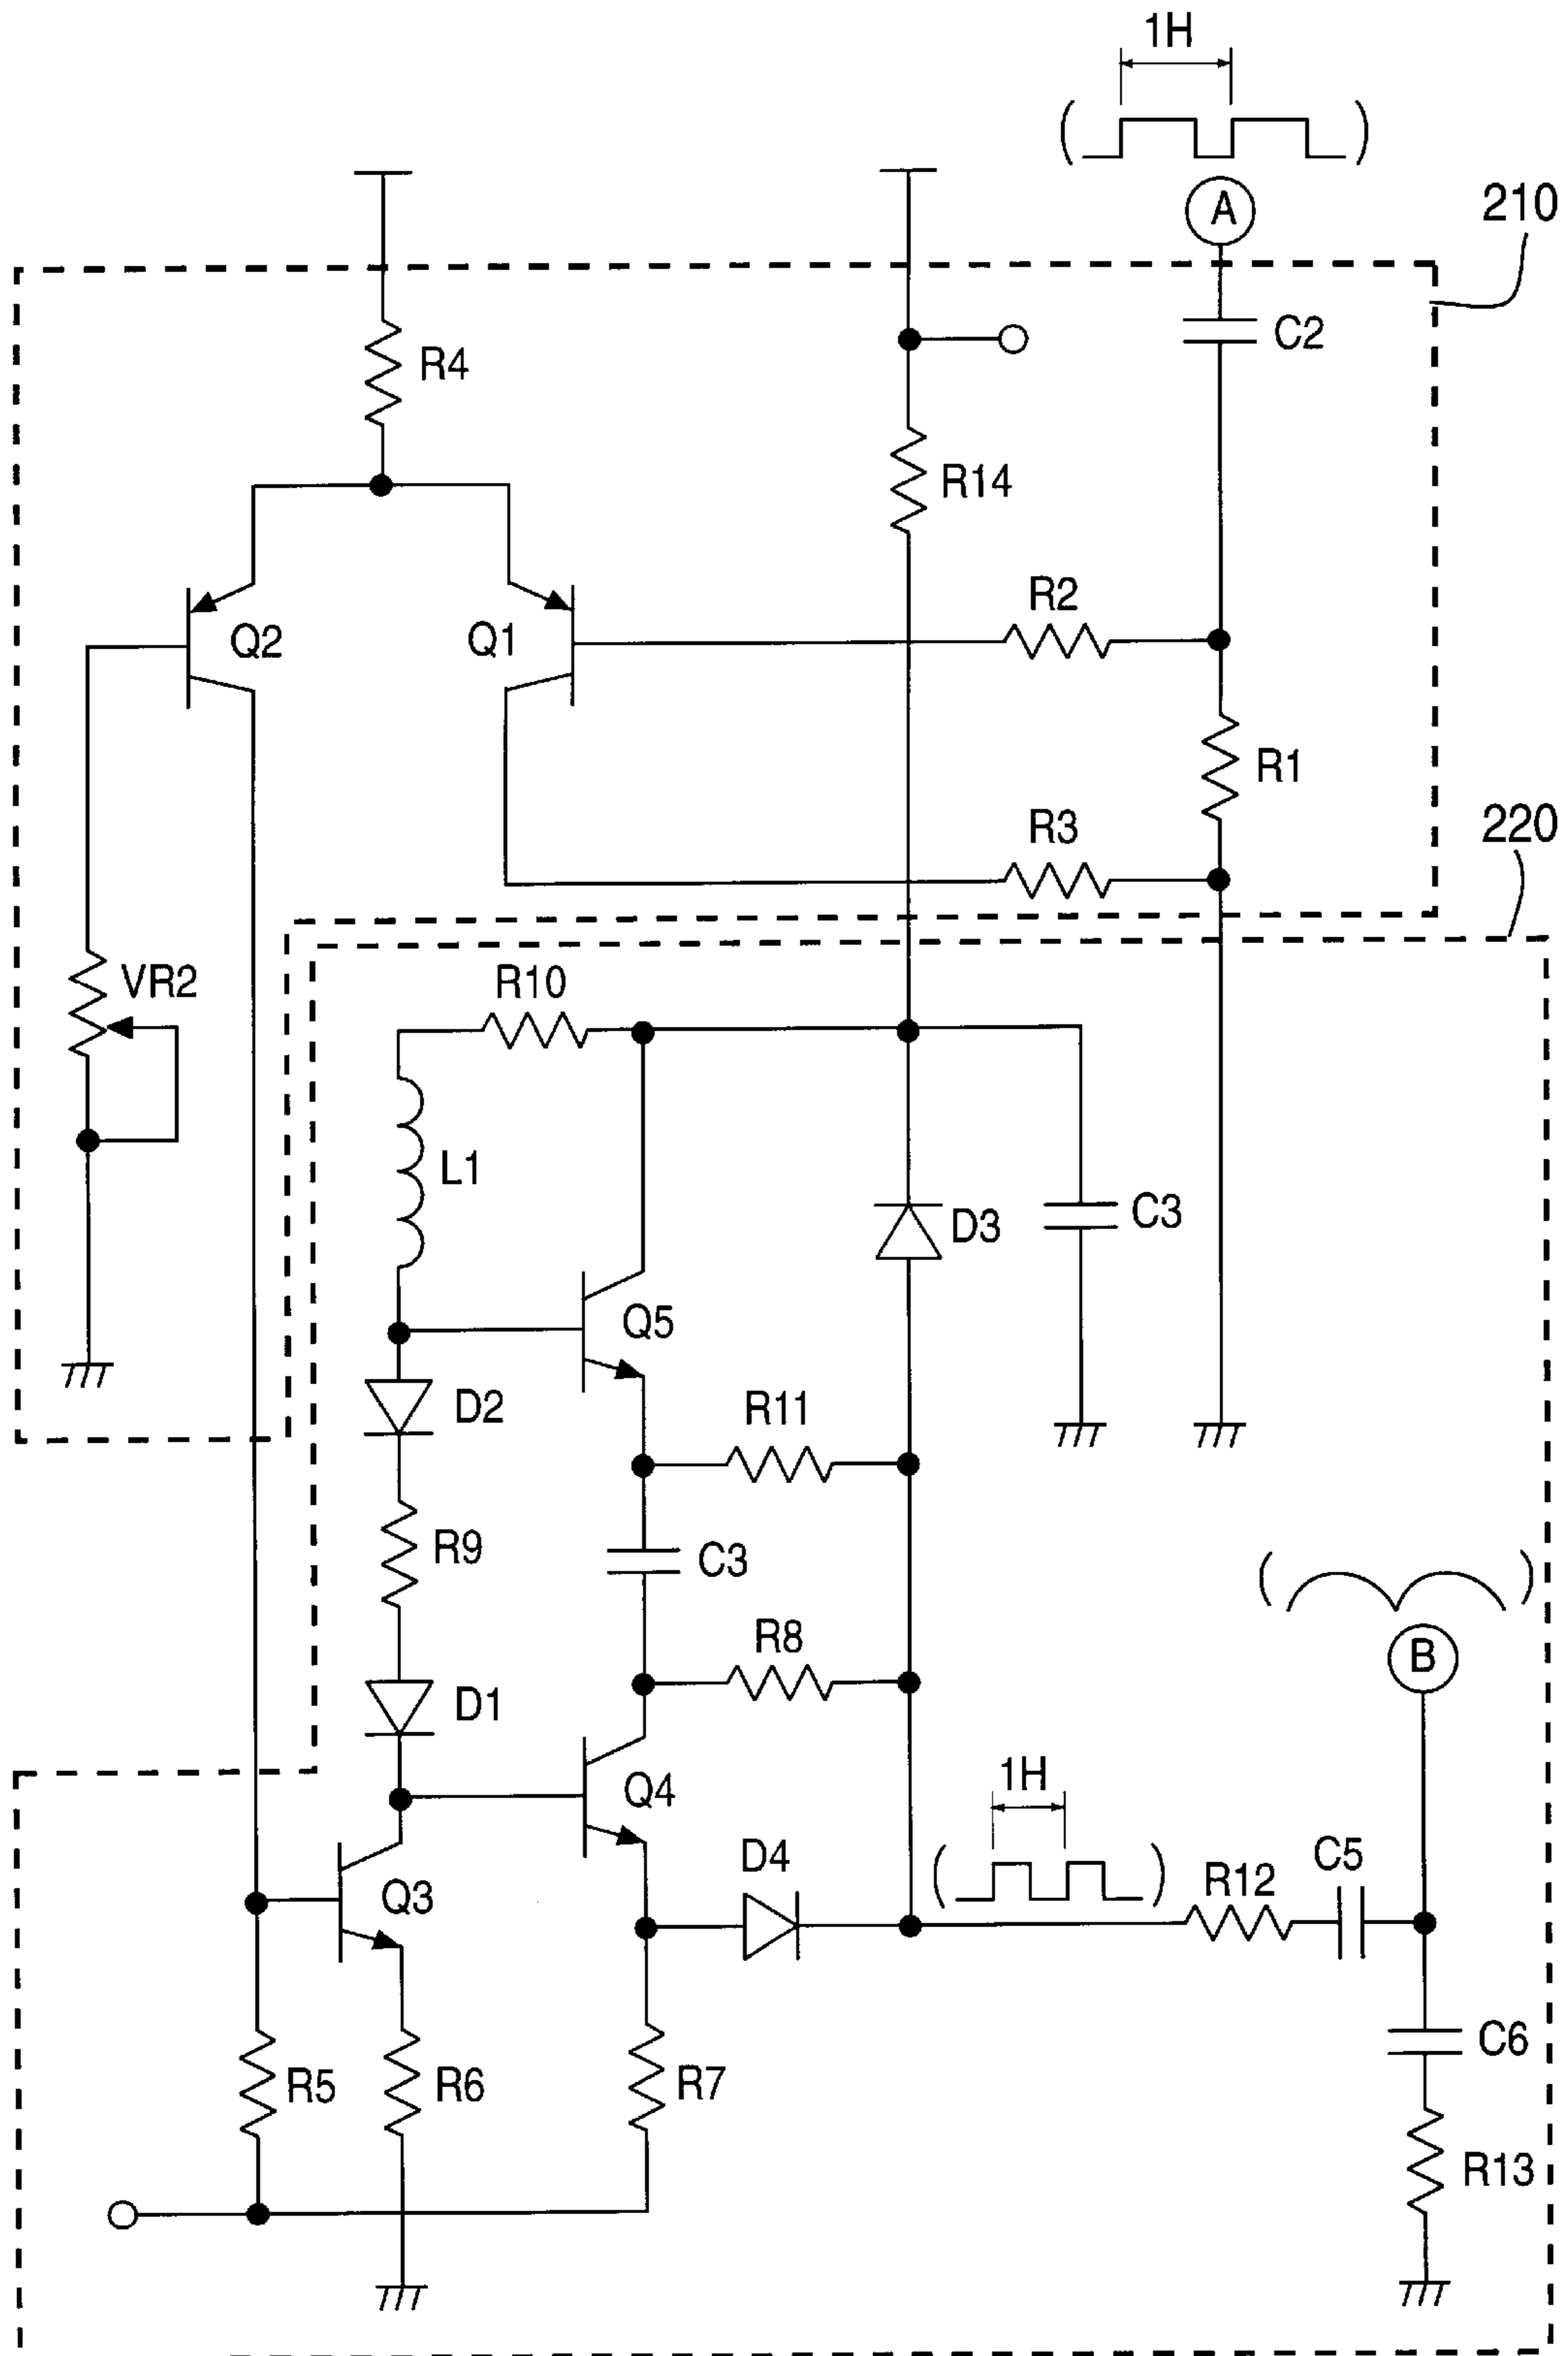 1H
( )
A
210
C2
R4
R14
R2
Q2
Q1
R1
220
R3
VR2
R10
L1
D3
C3
Q5
D2
R11
R9
C3
( )
R8
B
D1
1H
Q4
D4
( )
C5
R12
Q3
C6
R5
R6
R7
R13